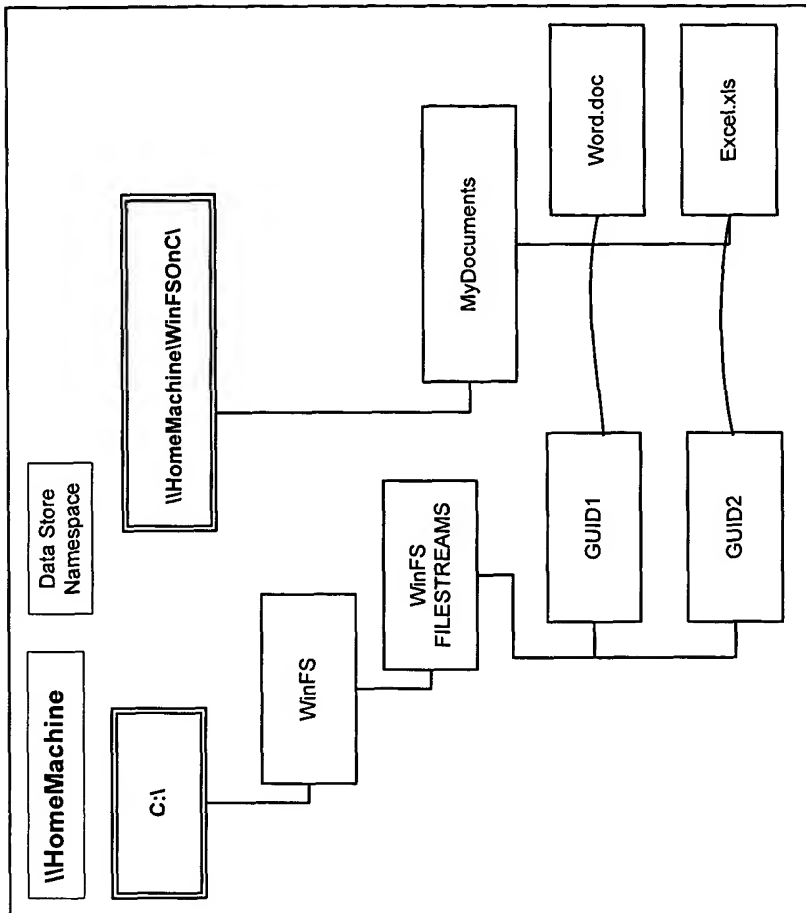 \\HomeMachine
Data Store
Namespace
C:\
\\HomeMachine\WinFSOnC\
WinFS
WinFS
FILESTREAMS
MyDocuments
GUID1
Word.doc
GUID2
Excel.xls